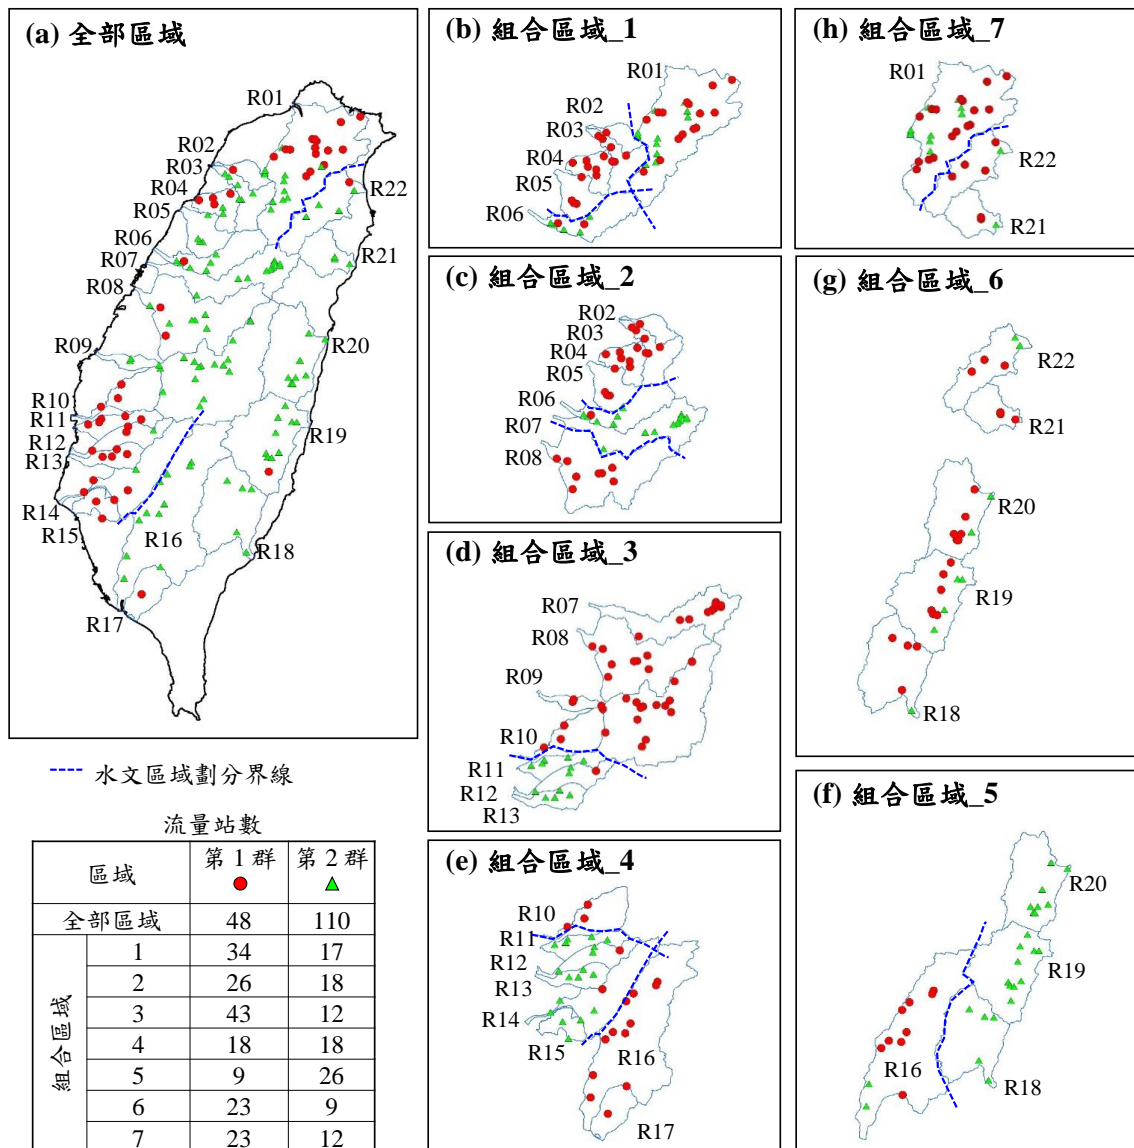 (a) 全部區域
R01
R02
R03
R04
R05
R06
R07
R08
R09
R10
R11
R12
R13
R14
R15
R16
R17
R18
R19
R20
R21
R22
(b) 組合區域_1
R01
R02
R03
R04
R05
R06
(c) 組合區域_2
R02
R03
R04
R05
R06
R07
R08
(d) 組合區域_3
R07
R08
R09
R10
R11
R12
R13
(e) 組合區域_4
R10
R11
R12
R13
R14
R15
R16
R17
(h) 組合區域_7
R01
R22
R21
(g) 組合區域_6
R22
R21
R20
R19
R18
(f) 組合區域_5
R20
R19
R16
R18
水文區域劃分界線
流量站數
區域 第 1 群 第 2 群
全部區域 48 110
組合區域
1 34 17
2 26 18
3 43 12
4 18 18
5 9 26
6 23 9
7 23 12